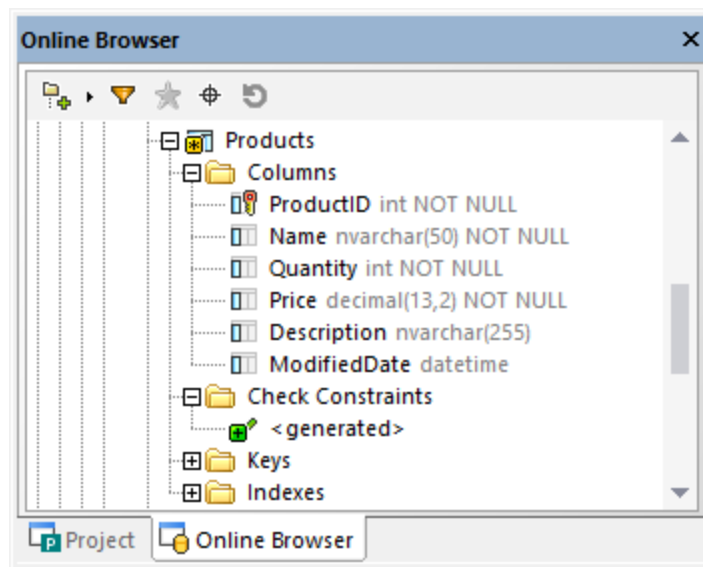 Online Browser
Products
Columns
ProductID int NOT NULL
Name nvarchar(50) NOT NULL
Quantity int NOT NULL
Price decimal(13,2) NOT NULL
Description nvarchar(255)
ModifiedDate datetime
Check Constraints
<generated>
Keys
Indexes
Project Online Browser